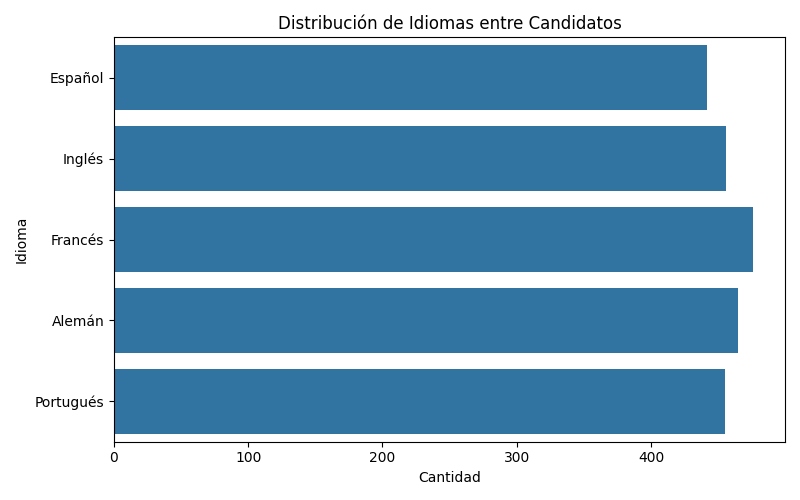 Distribución de Idiomas entre Candidatos
Español
Inglés
Francés
Alemán
Portugués
Idioma
0 100 200 300 400
Cantidad